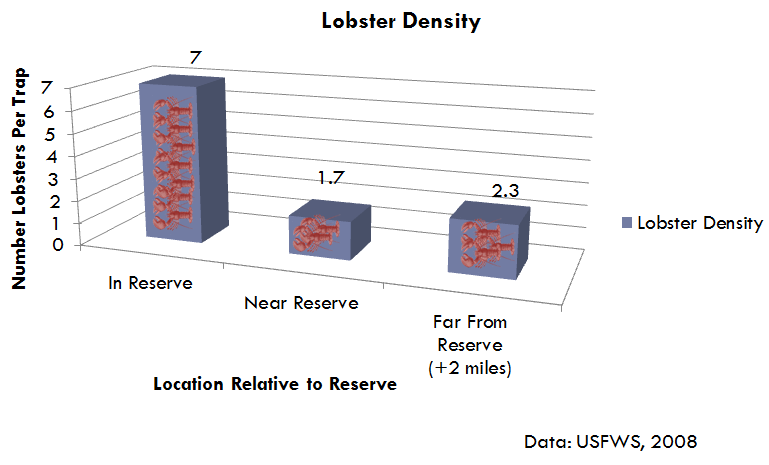 Lobster Density
7
Number Lobsters Per Trap
7
6
5
4
3
2
1
0
1.7
2.3
Lobster Density
In Reserve
Near Reserve
Far From
Reserve
(+2 miles)
Location Relative to Reserve
Data: USFWS, 2008